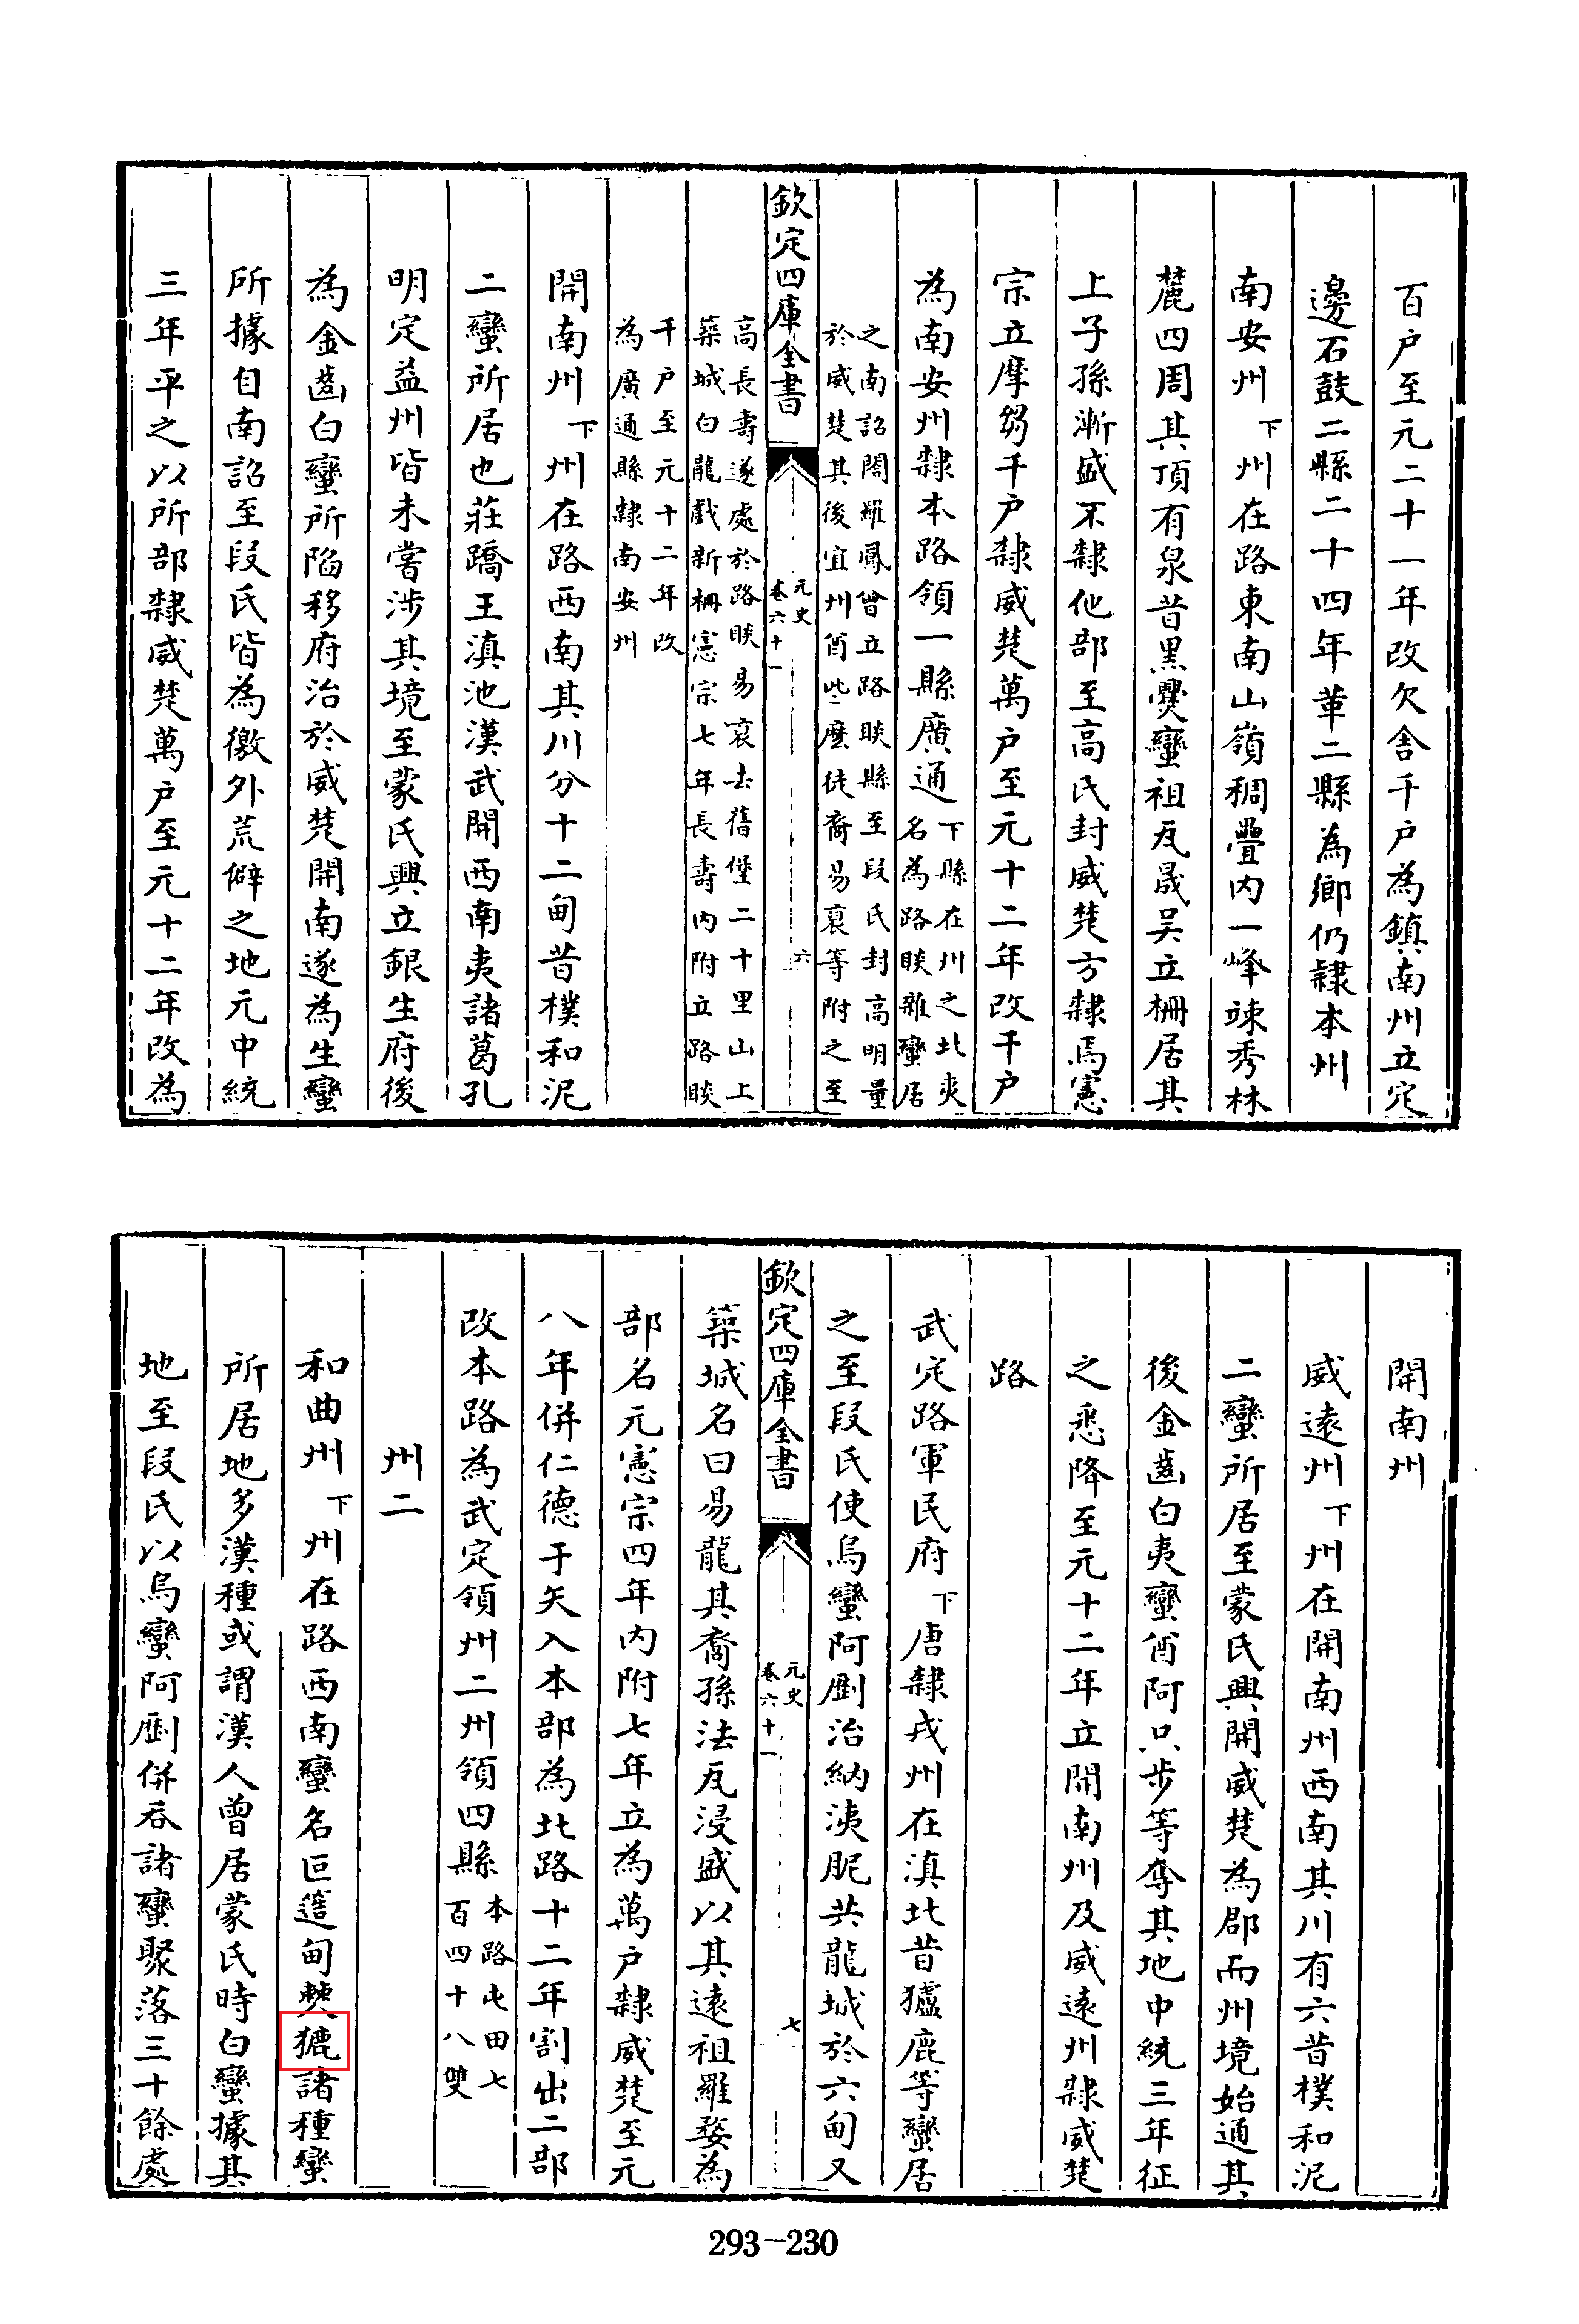 百户至元二十一年改欠舍千户為鎮南州立定
邊石鼓二縣二十四年革二縣為鄉仍隸本州
南安州下州在路東南山嶺稠疊内一峰竦秀林
麓四周其頂有泉昔黑爨蠻祖瓦晟吴立栅居其
上子孫漸盛不隸他部至高氏封威楚方隸焉憲
宗立摩芻千户隸威楚萬户至元十二年改千户
為南安州隸本路領一縣廣通下縣在州之北夾
名為路睒雜蠻居
之南詔閣羅鳳曾立路睒縣至段氏封高明量
於威楚其後宜州酋些麽徒裔易裒等附之至
欽定四庫全書
元史
卷六十一
六
高長壽遂處於路睒易裒去舊堡二十里山上
築城白龍戲新栅憲宗七年長壽内附立路睒
千户至元十二年改
為廣通縣隸南安州
開南州下州在路西南其川分十二甸昔樸和泥
二蠻所居也莊蹻王滇池漢武開西南夷諸葛孔
明定益州皆未嘗涉其境至蒙氏興立銀生府後
為金齒白蠻所陷移府治於威楚開南遂為生蠻
所據自南詔至段氏皆為徼外荒僻之地元中統
三年平之以所部隸威楚萬户至元十二年改為
開南州
威逺州下州在開南州西南其川有六昔樸和泥
二蠻所居至蒙氏興開威楚為郡而州境始通其
後金齒白夷蠻酋阿只步等奪其地中統三年征
之悉降至元十二年立開南州及威逺州隸威楚
路
武定路軍民府下唐隸戎州在滇北昔獹鹿等蠻居
之至段氏使烏蠻阿㓻治納洟胒共龍城於六甸又
築城名曰易龍其裔孫法瓦浸盛以其逺祖羅婺為
欽定四庫全書
元史
卷六十一
七
部名元憲宗四年内附七年立為萬户隸威楚至元
八年併仁德于矢入本部為北路十二年割出二部
改本路為武定領州二州領四縣本路屯田七
百四十八雙
州二
和曲州下州在路西南蠻名叵簉甸僰諸種蠻
所居地多漢種或謂漢人曾居蒙氏時白蠻據其
地至段氏以烏蠻阿㓻併吞諸蠻聚落三十餘處
293-230